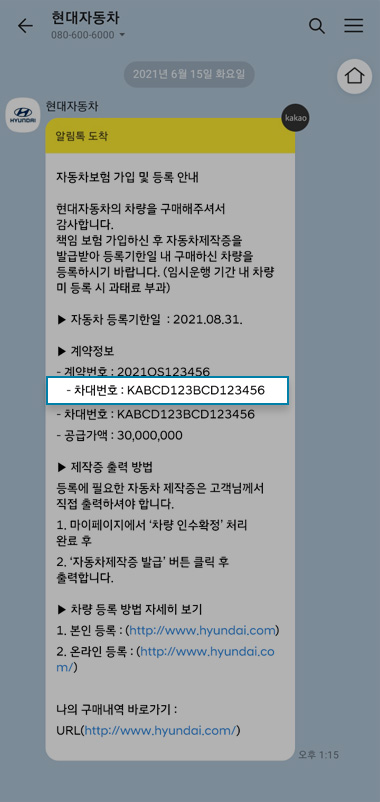 현대자동차
080-600-6000
2021년 6월 15일 화요일
HYUNDAI
현대자동차
kakao
알림톡 도착
자동차보험 가입 및 등록 안내
현대자동차의 차량을 구매해주셔서
감사합니다.
책임 보험 가입하신 후 자동차제작증을
발급받아 등록기한일 내 구매하신 차량을
등록하시기 바랍니다. (임시운행 기간 내 차량
미 등록 시 과태료 부과)
▶ 자동차 등록기한일 : 2021.08.31.
▶ 계약정보
- 계약번호 : 2021OS123456
- 차대번호 : KABCD123BCD123456
- 차대번호 : KABCD123BCD123456
- 공급가액 : 30,000,000
▶ 제작증 출력 방법
등록에 필요한 자동차 제작증은 고객님께서
직접 출력하셔야 합니다.
1. 마이페이지에서 ‘차량 인수확정’ 처리
완료 후
2. ‘자동차제작증 발급’ 버튼 클릭 후
출력합니다.
▶ 차량 등록 방법 자세히 보기
1. 본인 등록 : (http://www.hyundai.com)
2. 온라인 등록 : (http://www.hyundai.co
m/)
나의 구매내역 바로가기 :
URL(http://www.hyundai.com/)
오후 1:15